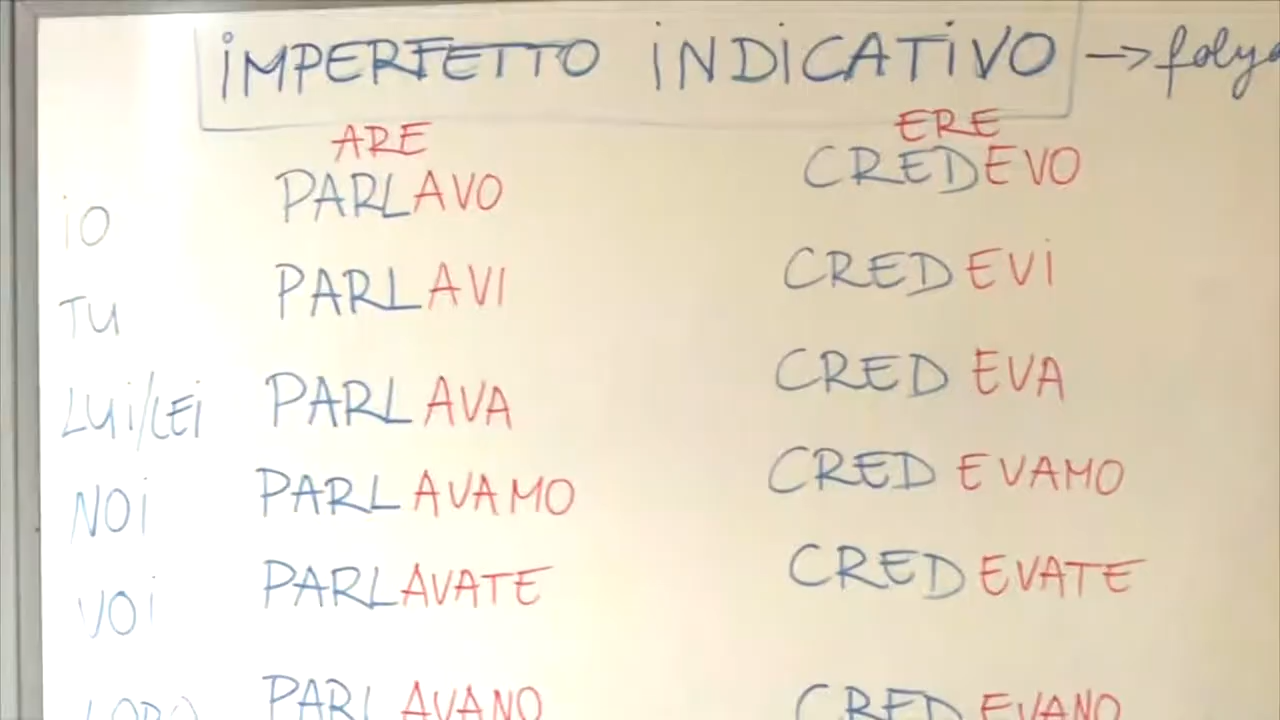 iMPERFETTO iNDiCATiVO →
ARE ERE
iO PARLAVO CREDEVO
TU PARLAVI CREDEVi
LUi/LEi PARLAVA CREDEVA
NOi PARLAVAMO CREDEVAMO
VOi PARLAVATE CREDEVATE
LORO PARLAVANO CREDEVANO